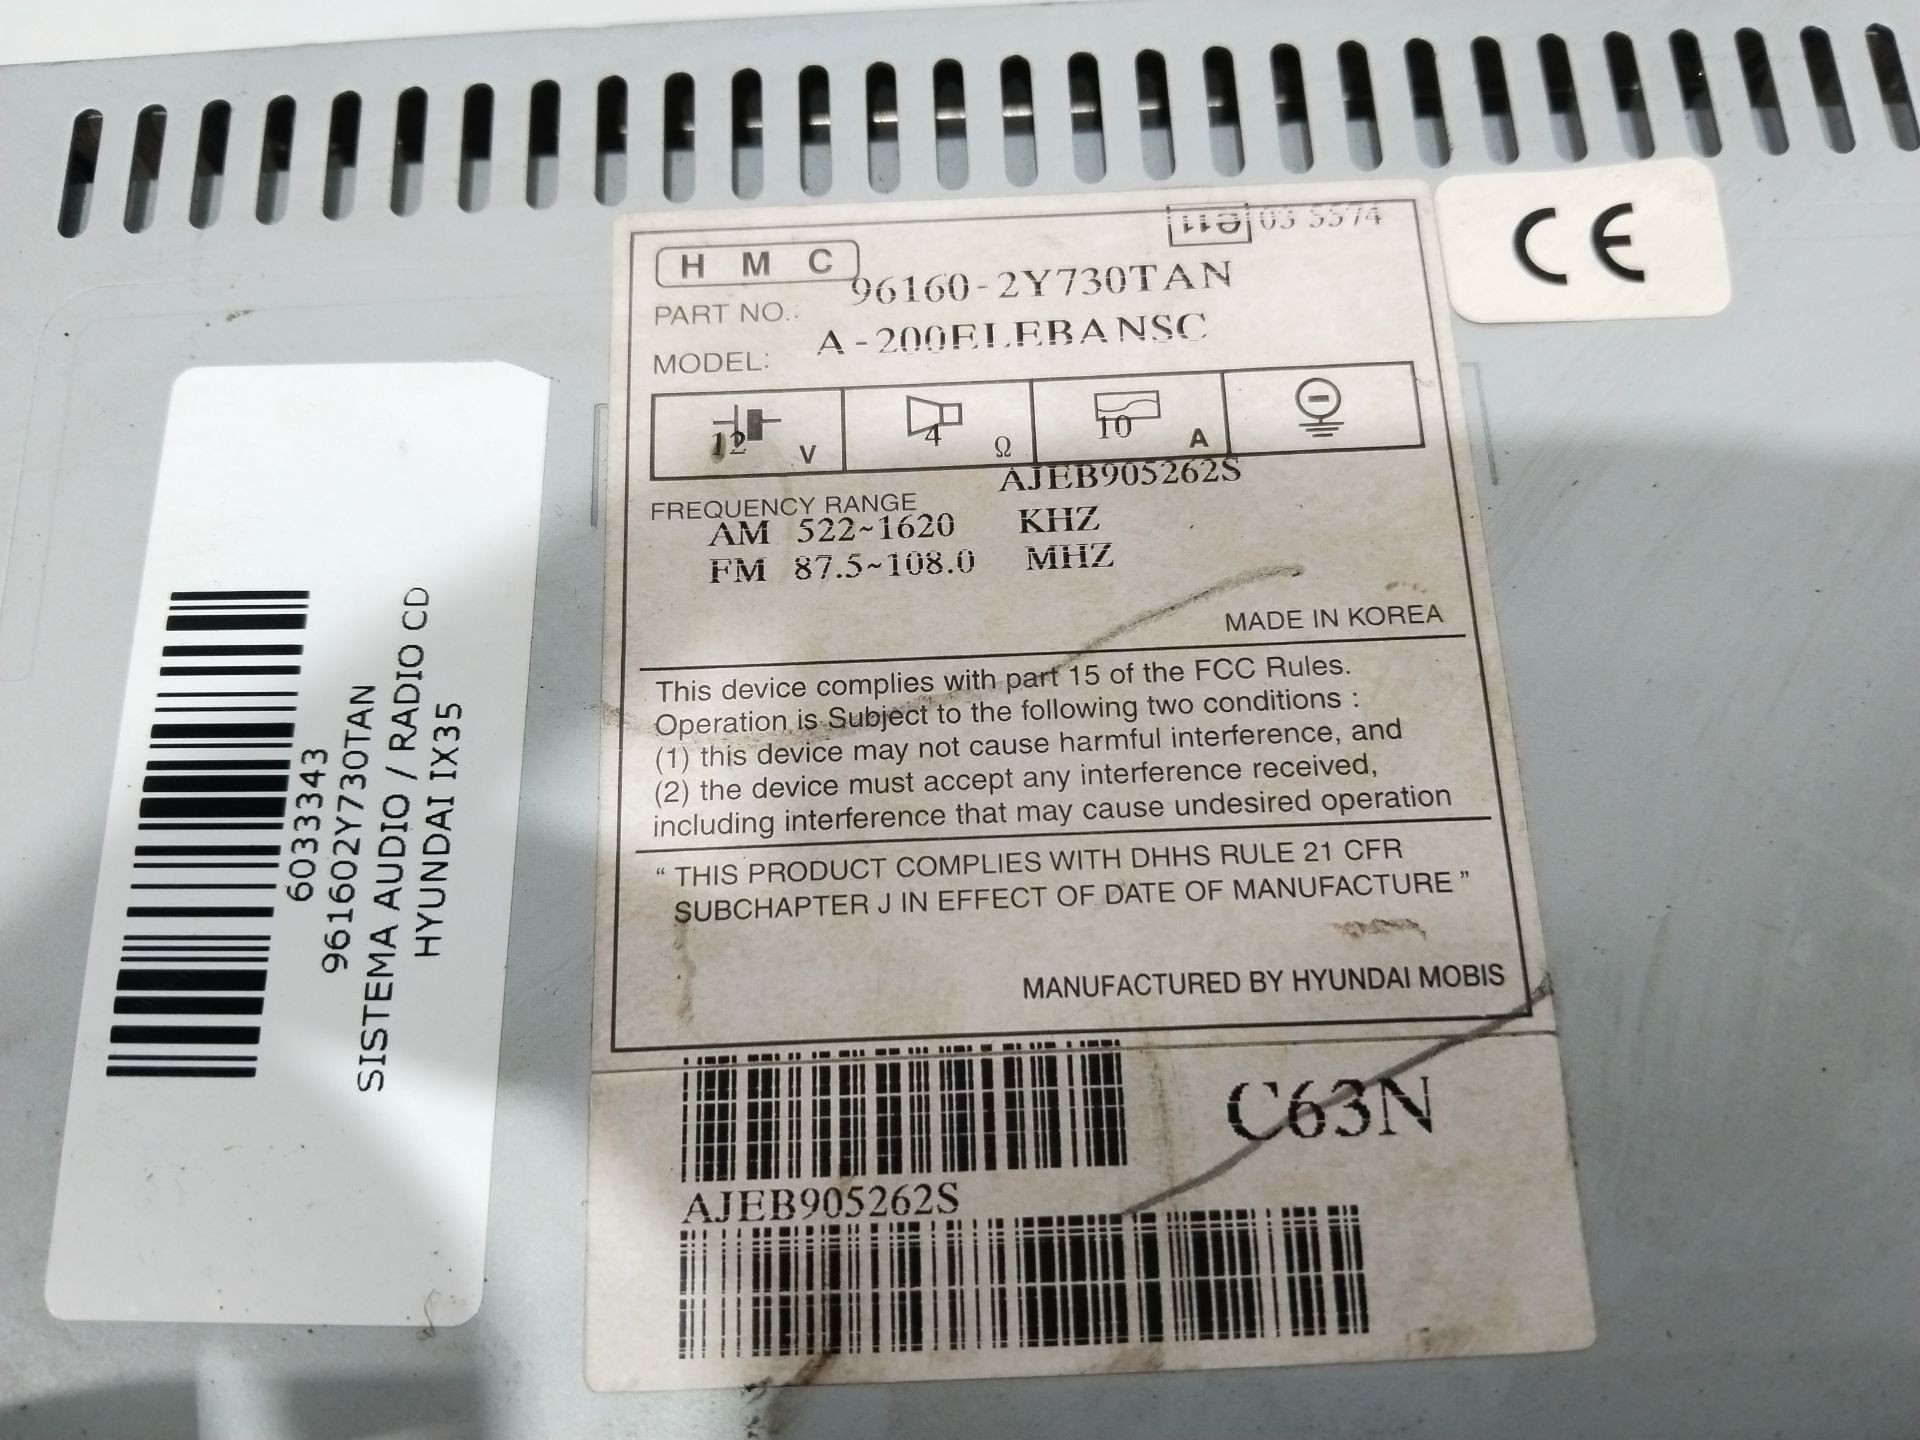 e11 03 5574
H M C
PART NO.: 96160-2Y730TAN
MODEL: A-200ELEBANSC
12 V
4 Ω
10 A
AJEB905262S
FREQUENCY RANGE
AM 522~1620 KHZ
FM 87.5~108.0 MHZ
MADE IN KOREA
This device complies with part 15 of the FCC Rules.
Operation is Subject to the following two conditions :
(1) this device may not cause harmful interference, and
(2) the device must accept any interference received,
including interference that may cause undesired operation
“ THIS PRODUCT COMPLIES WITH DHHS RULE 21 CFR
SUBCHAPTER J IN EFFECT OF DATE OF MANUFACTURE ”
MANUFACTURED BY HYUNDAI MOBIS
C63N
AJEB905262S
CE
6033343
961602Y730TAN
SISTEMA AUDIO / RADIO CD
HYUNDAI IX35